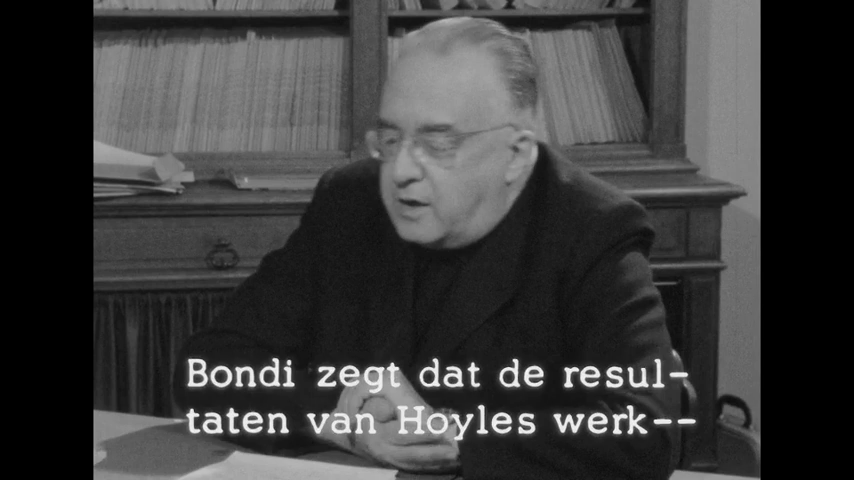 Bondi zegt dat de resul-
taten van Hoyles werk--